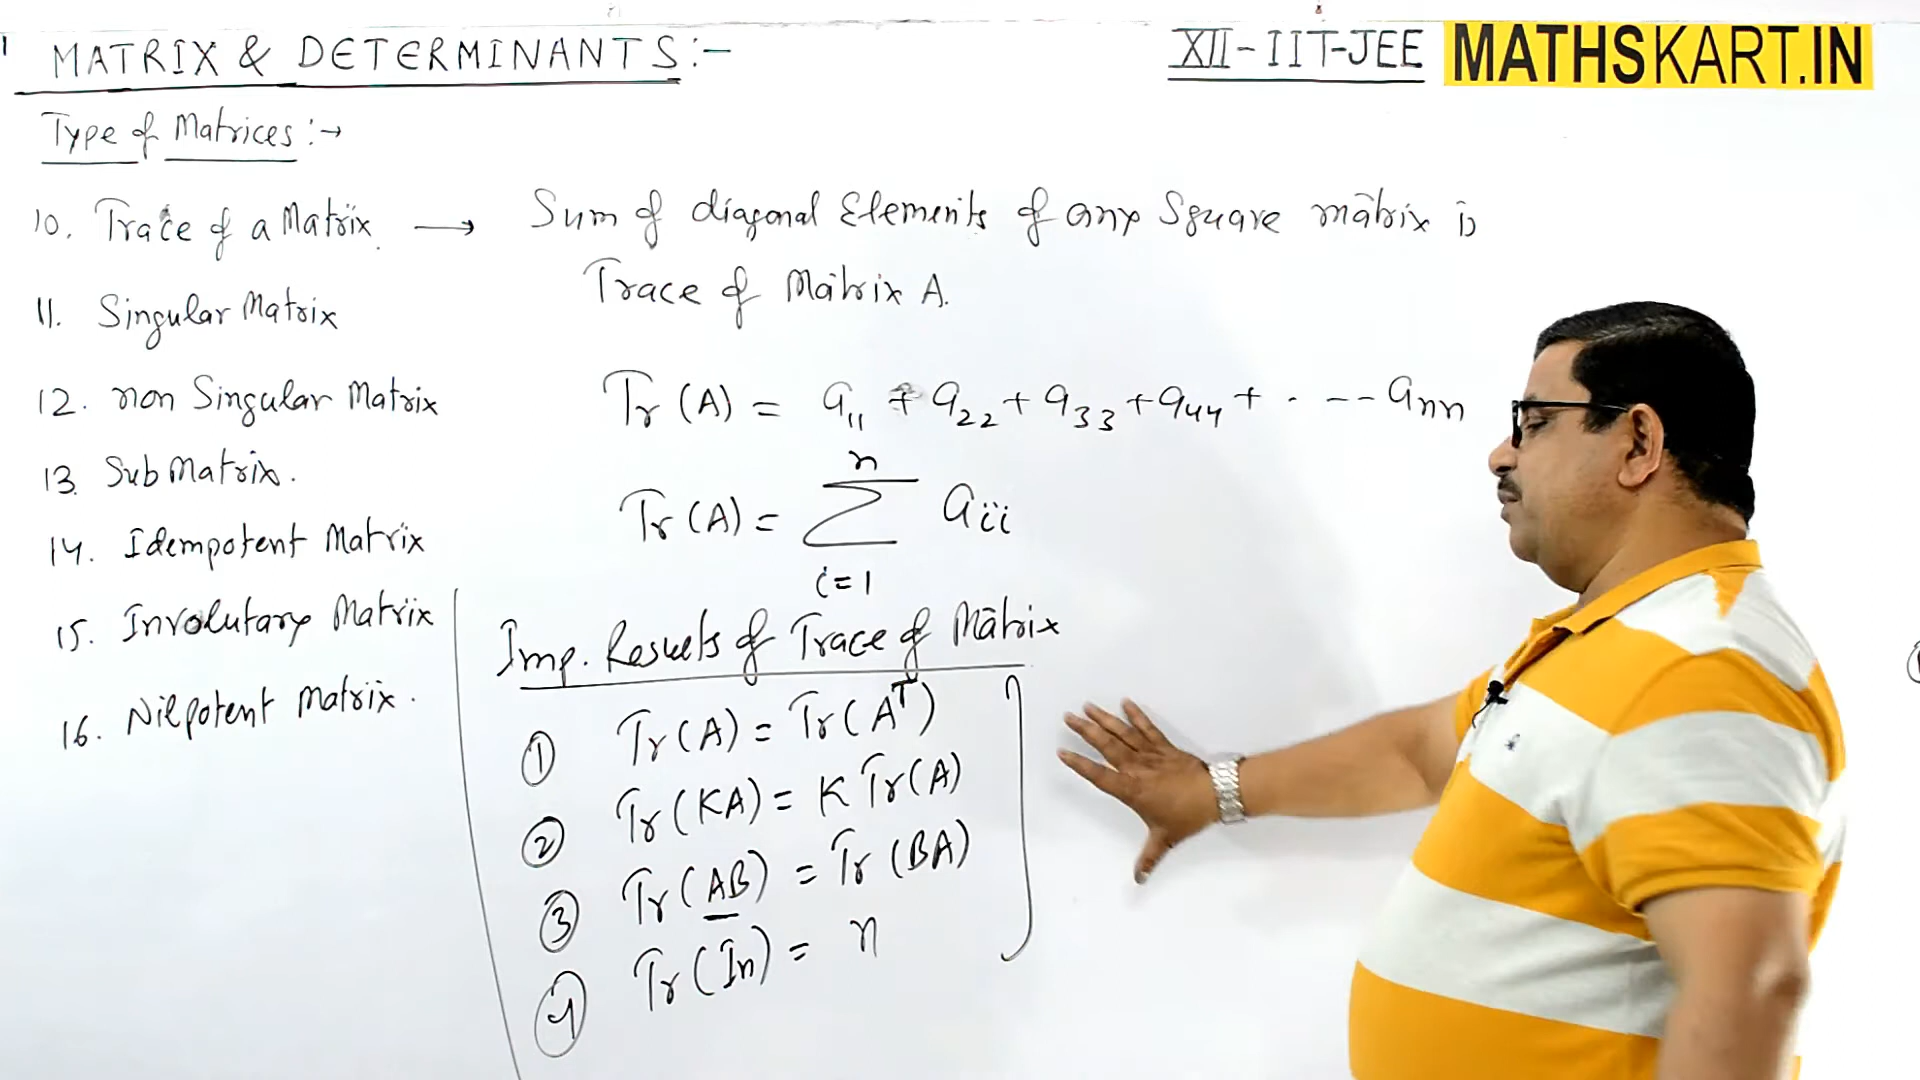 MATRIX & DETERMINANTS:-
XII-IIT-JEE MATHSKART.IN
Type of Matrices:→
10. Trace of a Matrix → Sum of diagonal Elements of any Square matrix is
Trace of Matrix A.
11. Singular Matrix
12. non Singular Matrix
Tr (A) = a₁₁ + a₂₂ + a₃₃ + a₄₄ + . --- aₙₙ
13. Sub Matrix.
Tr (A) = ∑ⁿᵢ₌₁ aᵢᵢ
14. Idempotent Matrix
15. Involutary Matrix
16. Nilpotent Matrix.
Imp. Results of Trace of Matrix
① Tr(A) = Tr(Aᵀ)
② Tr(KA) = K Tr(A)
③ Tr(AB) = Tr(BA)
④ Tr(In) = n